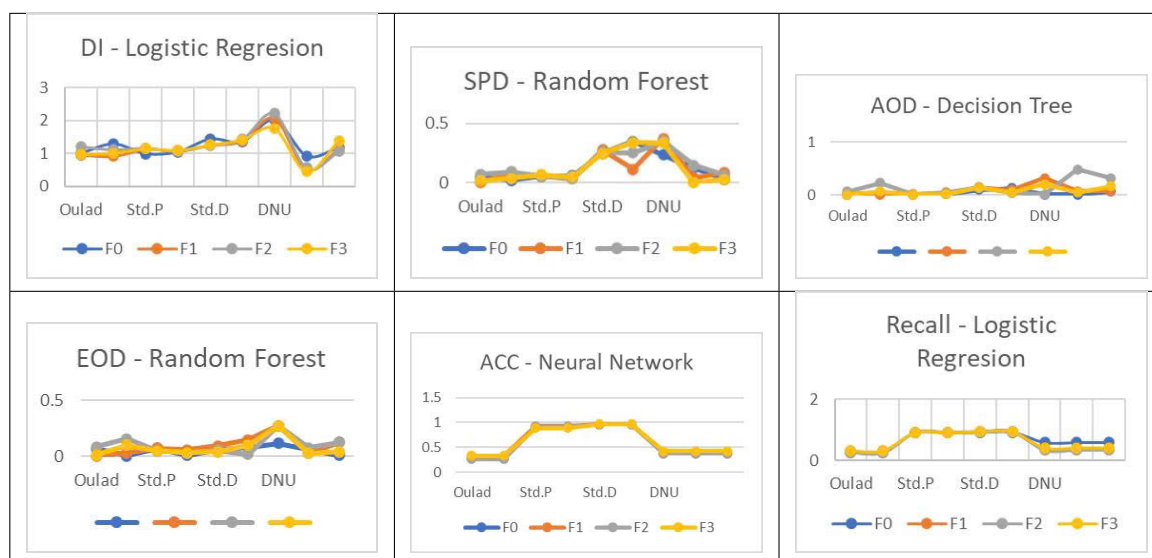 DI - Logistic Regresion
3
2
1
0
Oulad Std.P Std.D DNU
F0 F1 F2 F3
SPD - Random Forest
0.5
0
Oulad Std.P Std.D DNU
F0 F1 F2 F3
AOD - Decision Tree
1
0
Oulad Std.P Std.D DNU
EOD - Random Forest
0.5
0
Oulad Std.P Std.D DNU
ACC - Neural Network
1.5
1
0.5
0
Oulad Std.P Std.D DNU
F0 F1 F2 F3
Recall - Logistic
Regresion
2
0
Oulad Std.P Std.D DNU
F0 F1 F2 F3